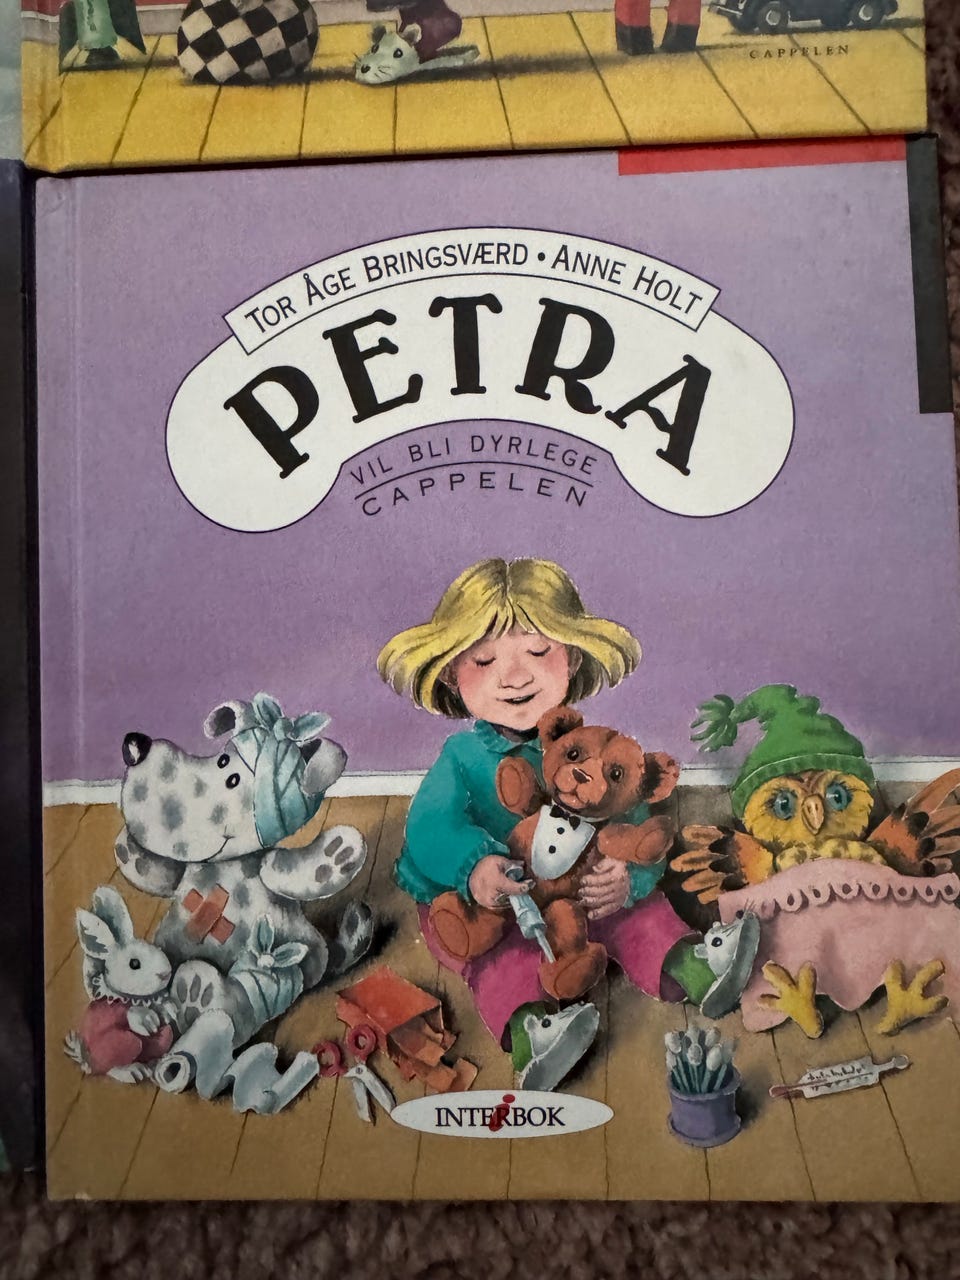 CAPPELEN
TOR ÅGE BRINGSVÆRD • ANNE HOLT
PETRA
VIL BLI DYRLEGE
CAPPELEN
INTERBOK